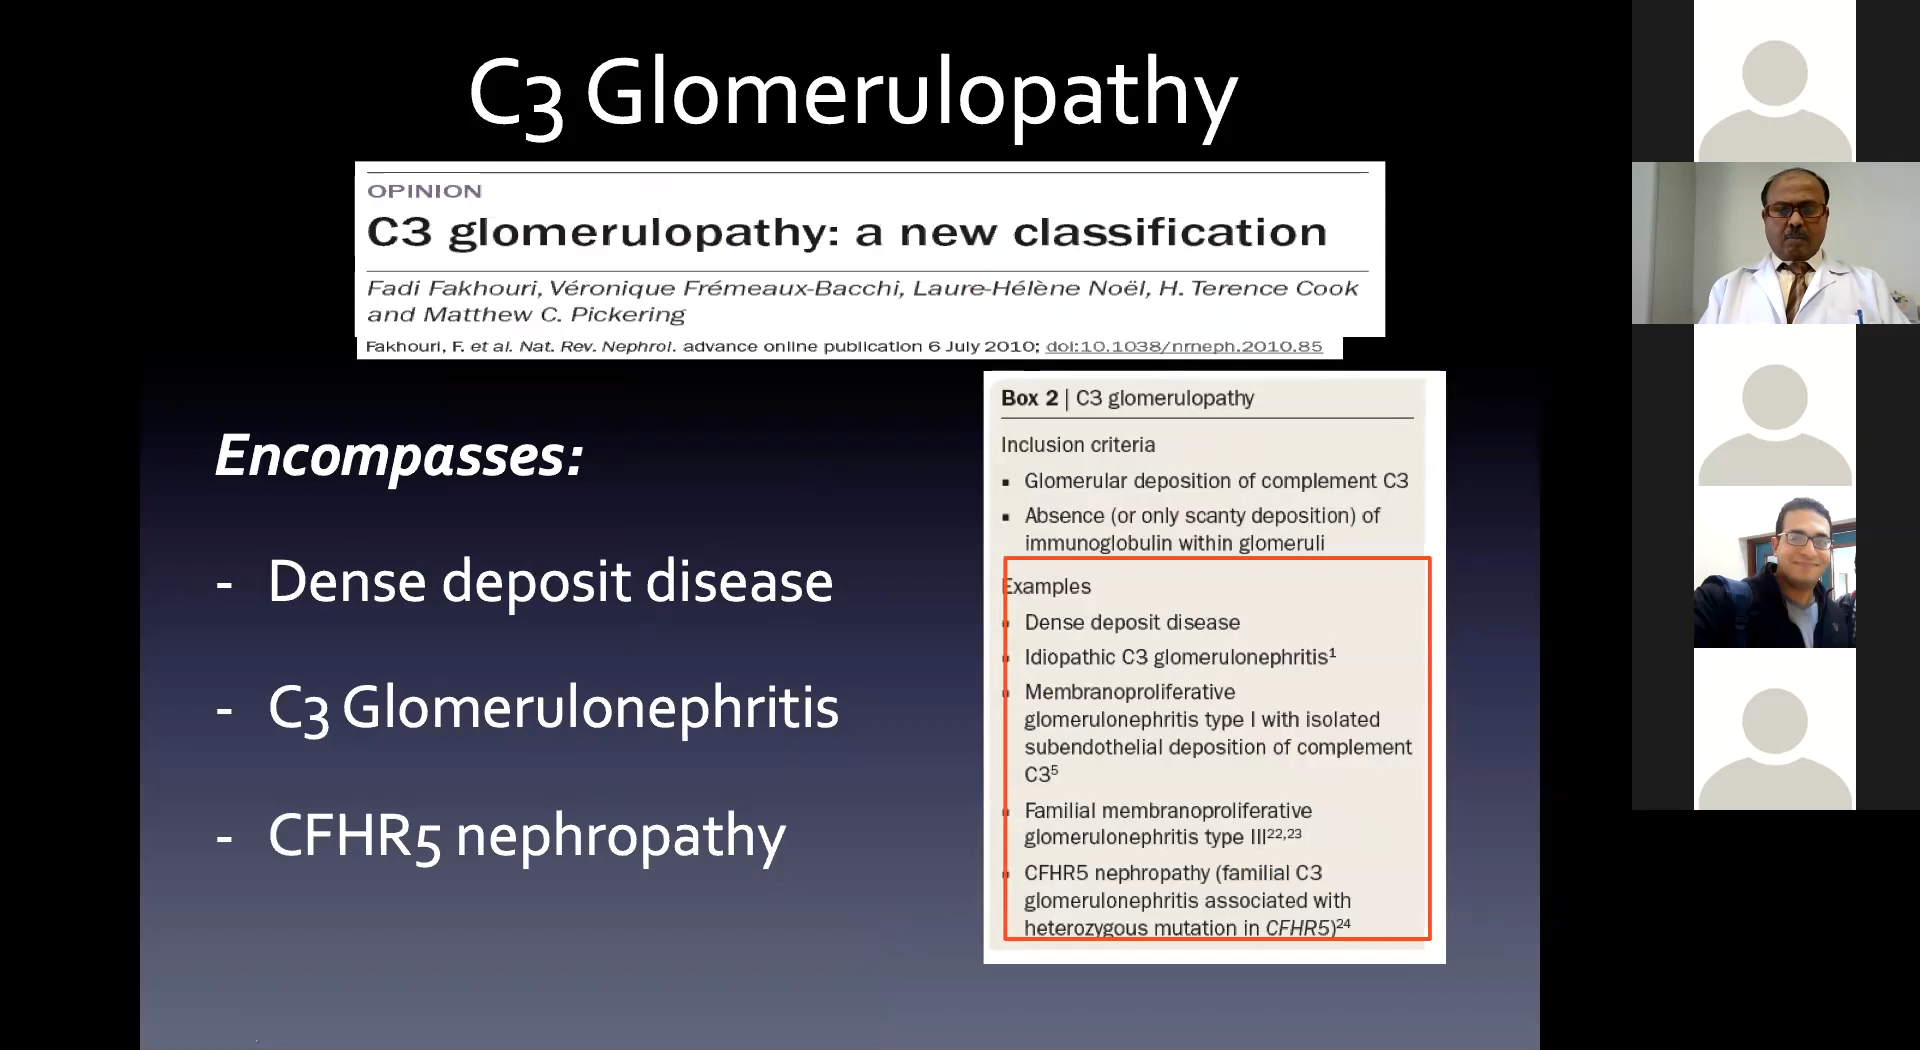 C3 Glomerulopathy
OPINION
C3 glomerulopathy: a new classification
Fadi Fakhouri, Véronique Frémeaux-Bacchi, Laure-Hélène Noël, H. Terence Cook
and Matthew C. Pickering
Fakhouri, F. et al. Nat. Rev. Nephrol. advance online publication 6 July 2010; doi:10.1038/nrneph.2010.85
Encompasses:
- Dense deposit disease
- C3 Glomerulonephritis
- CFHR5 nephropathy
Box 2 | C3 glomerulopathy
Inclusion criteria
▪ Glomerular deposition of complement C3
▪ Absence (or only scanty deposition) of
immunoglobulin within glomeruli
Examples
▪ Dense deposit disease
▪ Idiopathic C3 glomerulonephritis¹
▪ Membranoproliferative
glomerulonephritis type I with isolated
subendothelial deposition of complement
C3⁵
▪ Familial membranoproliferative
glomerulonephritis type III²²,²³
▪ CFHR5 nephropathy (familial C3
glomerulonephritis associated with
heterozygous mutation in CFHR5)²⁴